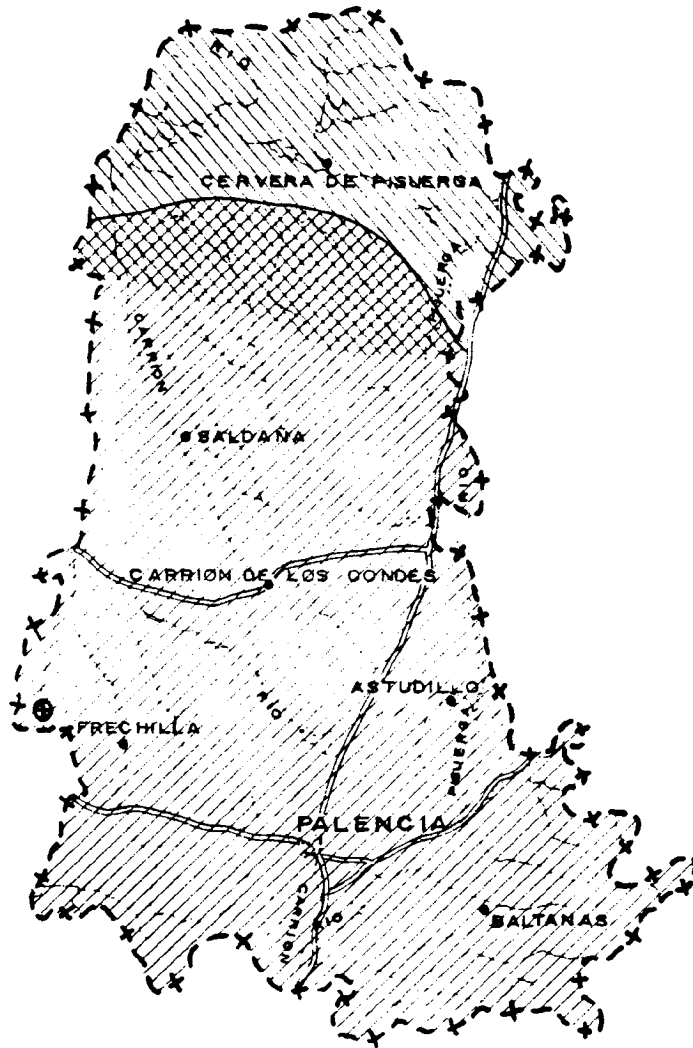 RIO
CERVERA DE PISUERGA
PISUERGA
CARRION
SALDAÑA
RIO
CARRION DE LOS CONDES
RIO
ASTUDILLO
PISUERGA
FRECHILLA
PALENCIA
CARRION
RIO
BALTANAS